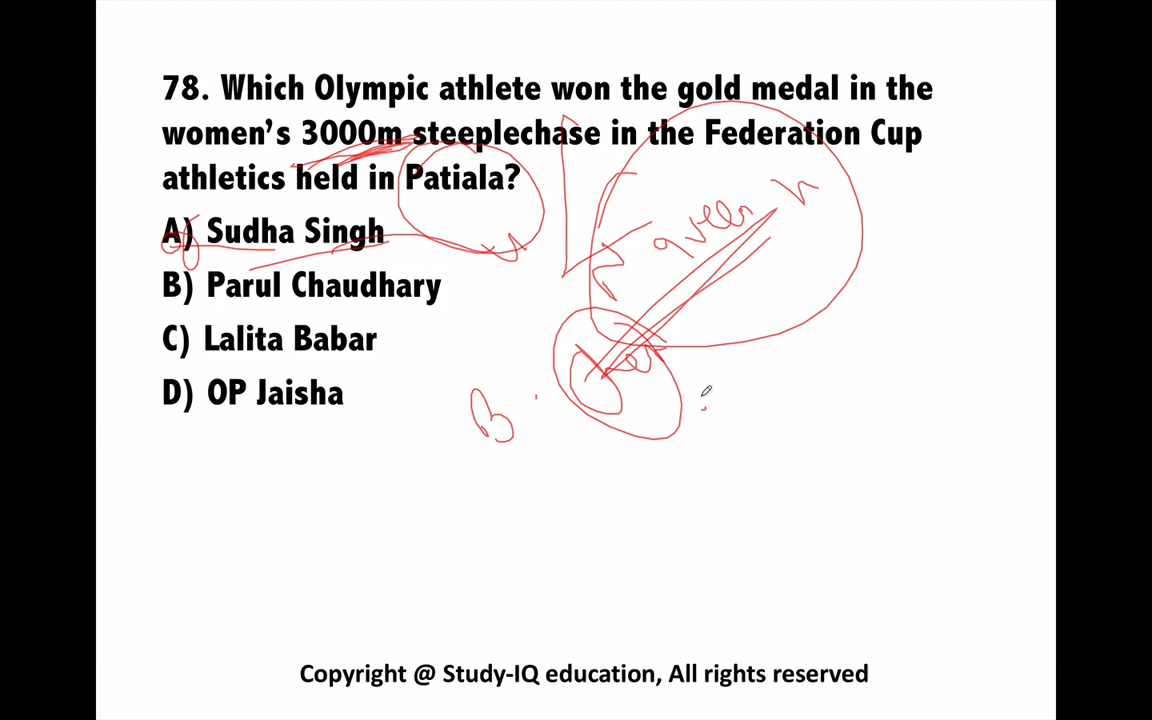 78. Which Olympic athlete won the gold medal in the
women's 3000m steeplechase in the Federation Cup
athletics held in Patiala?
A) Sudha Singh
B) Parul Chaudhary
C) Lalita Babar
D) OP Jaisha
B
Copyright @ Study-IQ education, All rights reserved